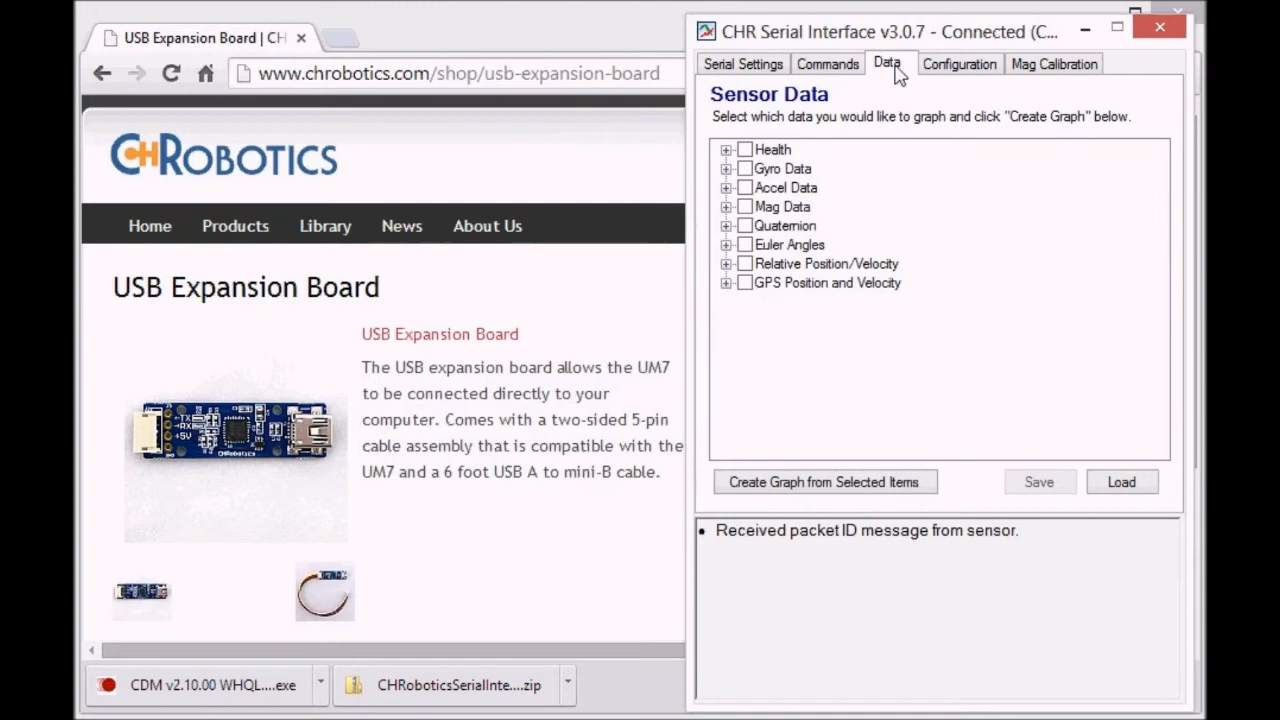 USB Expansion Board | CH
www.chrobotics.com/shop/usb-expansion-board
CHROBOTICS
Home Products Library News About Us
USB Expansion Board
USB Expansion Board
The USB expansion board allows the UM7
to be connected directly to your
computer. Comes with a two-sided 5-pin
cable assembly that is compatible with the
UM7 and a 6 foot USB A to mini-B cable.
TX
RX
+5V
CHRobotics
CDM v2.10.00 WHQL....exe
CHRoboticsSerialInte....zip
CHR Serial Interface v3.0.7 - Connected (C...
Serial Settings Commands Data Configuration Mag Calibration
Sensor Data
Select which data you would like to graph and click "Create Graph" below.
Health
Gyro Data
Accel Data
Mag Data
Quaternion
Euler Angles
Relative Position/Velocity
GPS Position and Velocity
Create Graph from Selected Items Save Load
• Received packet ID message from sensor.